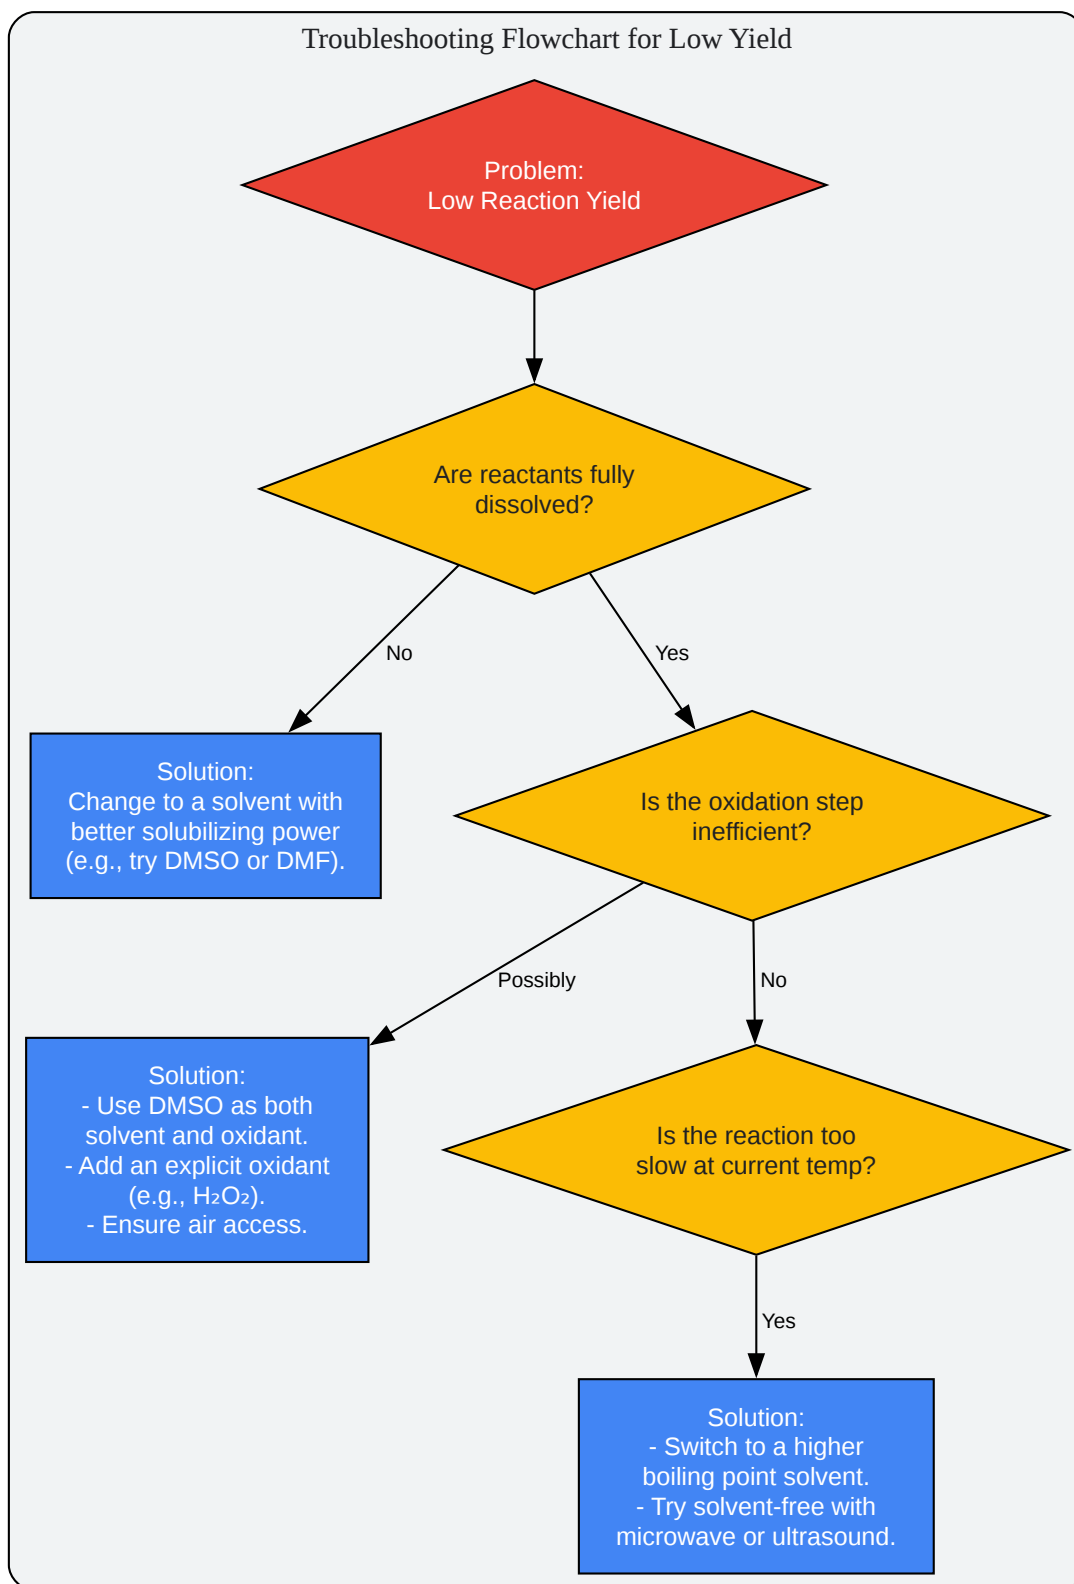 Troubleshooting Flowchart for Low Yield
Problem:
Low Reaction Yield
Are reactants fully
dissolved?
No
Yes
Solution:
Change to a solvent with
better solubilizing power
(e.g., try DMSO or DMF).
Is the oxidation step
inefficient?
Possibly
No
Solution:
- Use DMSO as both
solvent and oxidant.
- Add an explicit oxidant
(e.g., H₂O₂).
- Ensure air access.
Is the reaction too
slow at current temp?
Yes
Solution:
- Switch to a higher
boiling point solvent.
- Try solvent-free with
microwave or ultrasound.